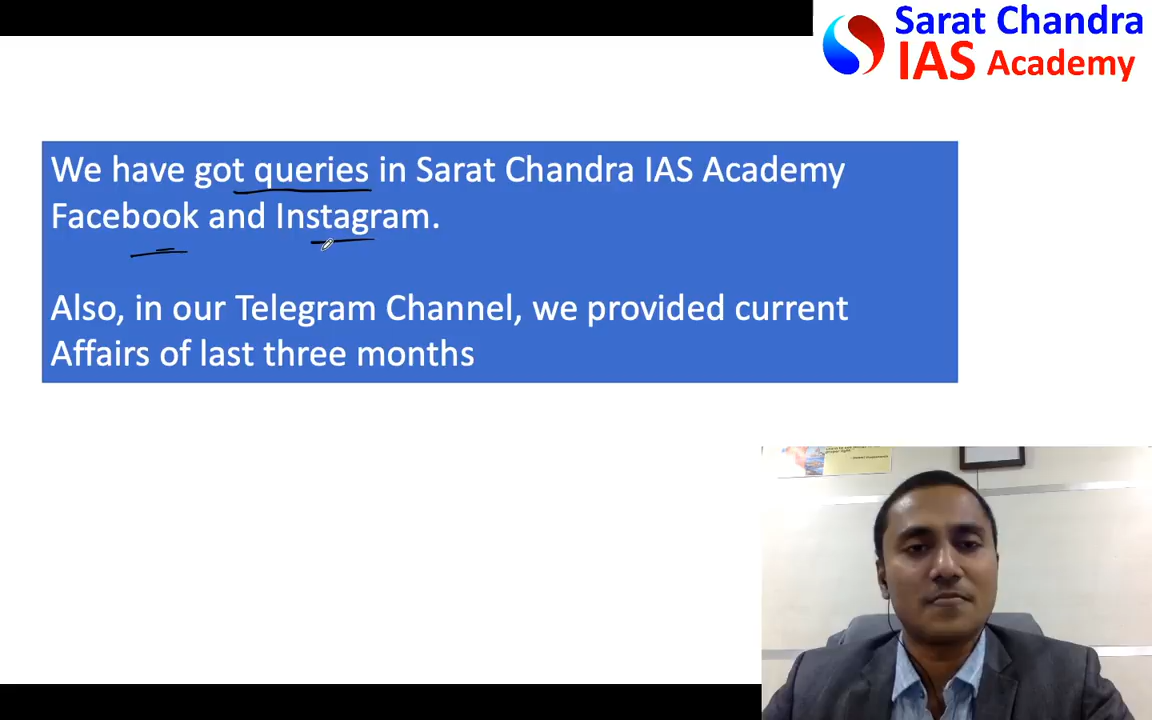 Sarat Chandra
IAS Academy
We have got queries in Sarat Chandra IAS Academy
Facebook and Instagram.
Also, in our Telegram Channel, we provided current
Affairs of last three months